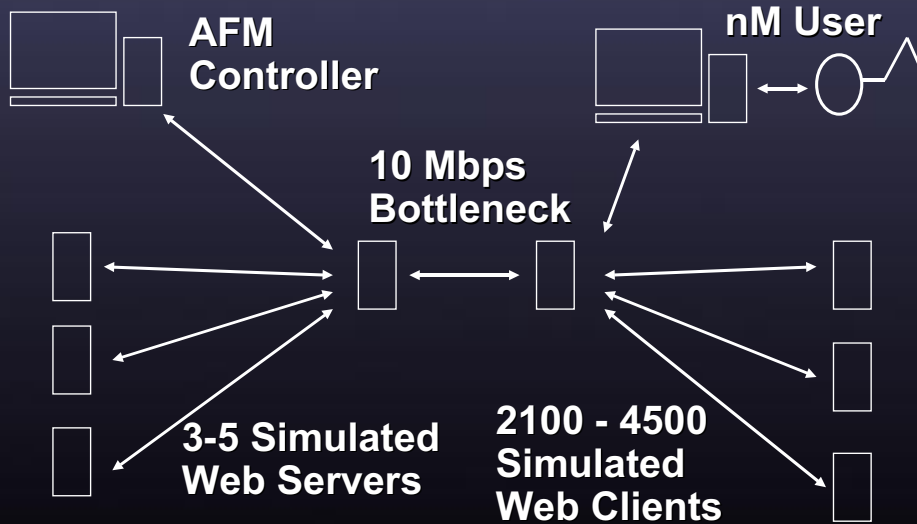 AFM
Controller
nM User
10 Mbps
Bottleneck
3-5 Simulated
Web Servers
2100 - 4500
Simulated
Web Clients